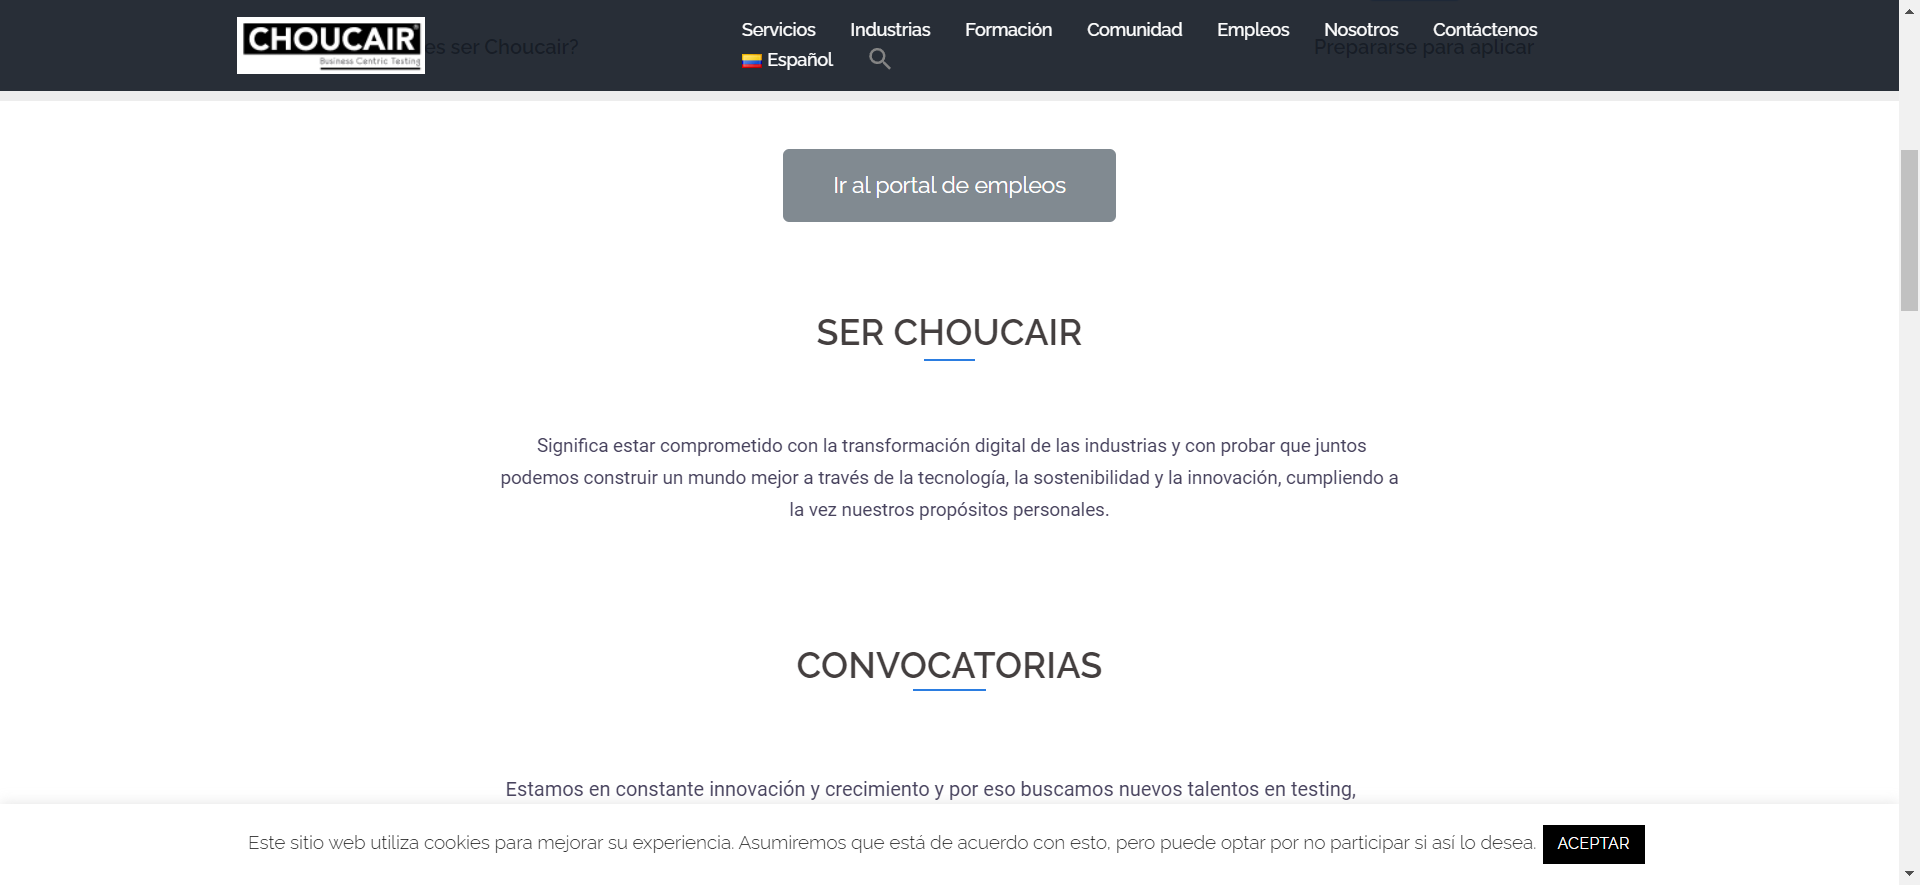 CHOUCAIR
Business Centric Testing
es ser Choucair?
Servicios Industrias Formación Comunidad Empleos Nosotros Contáctenos
Prepararse para aplicar
Español
Ir al portal de empleos
SER CHOUCAIR
Significa estar comprometido con la transformación digital de las industrias y con probar que juntos
podemos construir un mundo mejor a través de la tecnología, la sostenibilidad y la innovación, cumpliendo a
la vez nuestros propósitos personales.
CONVOCATORIAS
Estamos en constante innovación y crecimiento y por eso buscamos nuevos talentos en testing,
Este sitio web utiliza cookies para mejorar su experiencia. Asumiremos que está de acuerdo con esto, pero puede optar por no participar si así lo desea. ACEPTAR